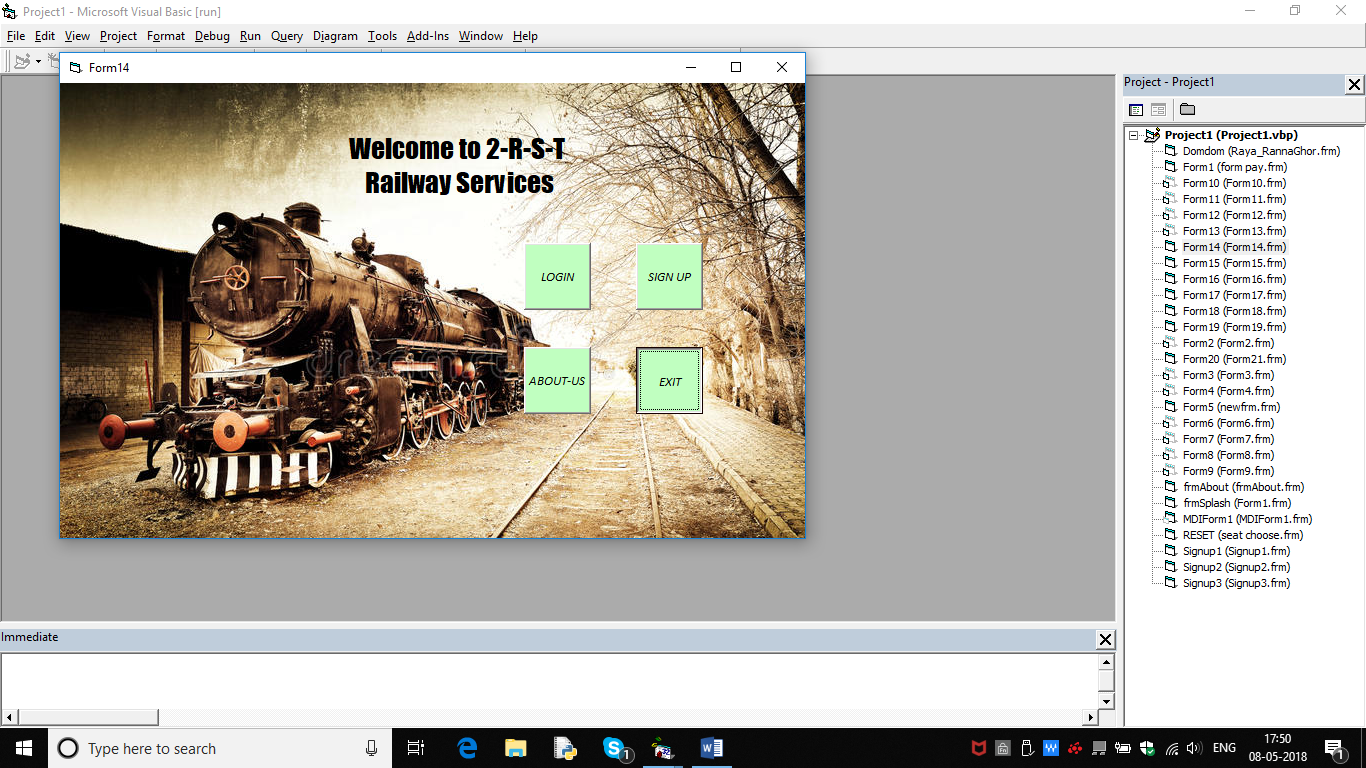 Project1 - Microsoft Visual Basic [run]
File Edit View Project Format Debug Run Query Diagram Tools Add-Ins Window Help
Form14
Welcome to 2-R-S-T
Railway Services
LOGIN
SIGN UP
ABOUT-US
EXIT
Project - Project1
Project1 (Project1.vbp)
Domdom (Raya_RannaGhor.frm)
Form1 (form pay.frm)
Form10 (Form10.frm)
Form11 (Form11.frm)
Form12 (Form12.frm)
Form13 (Form13.frm)
Form14 (Form14.frm)
Form15 (Form15.frm)
Form16 (Form16.frm)
Form17 (Form17.frm)
Form18 (Form18.frm)
Form19 (Form19.frm)
Form2 (Form2.frm)
Form20 (Form21.frm)
Form3 (Form3.frm)
Form4 (Form4.frm)
Form5 (newfrm.frm)
Form6 (Form6.frm)
Form7 (Form7.frm)
Form8 (Form8.frm)
Form9 (Form9.frm)
frmAbout (frmAbout.frm)
frmSplash (Form1.frm)
MDIForm1 (MDIForm1.frm)
RESET (seat choose.frm)
Signup1 (Signup1.frm)
Signup2 (Signup2.frm)
Signup3 (Signup3.frm)
Immediate
Type here to search
1
ENG
17:50
08-05-2018
1